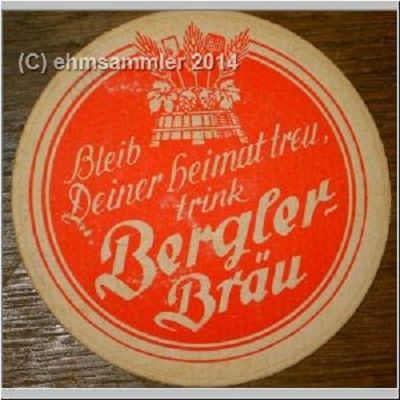 (C) ehmsammler 2014
Bleib
Deiner Heimat treu,
trink
Bergler-
Bräu